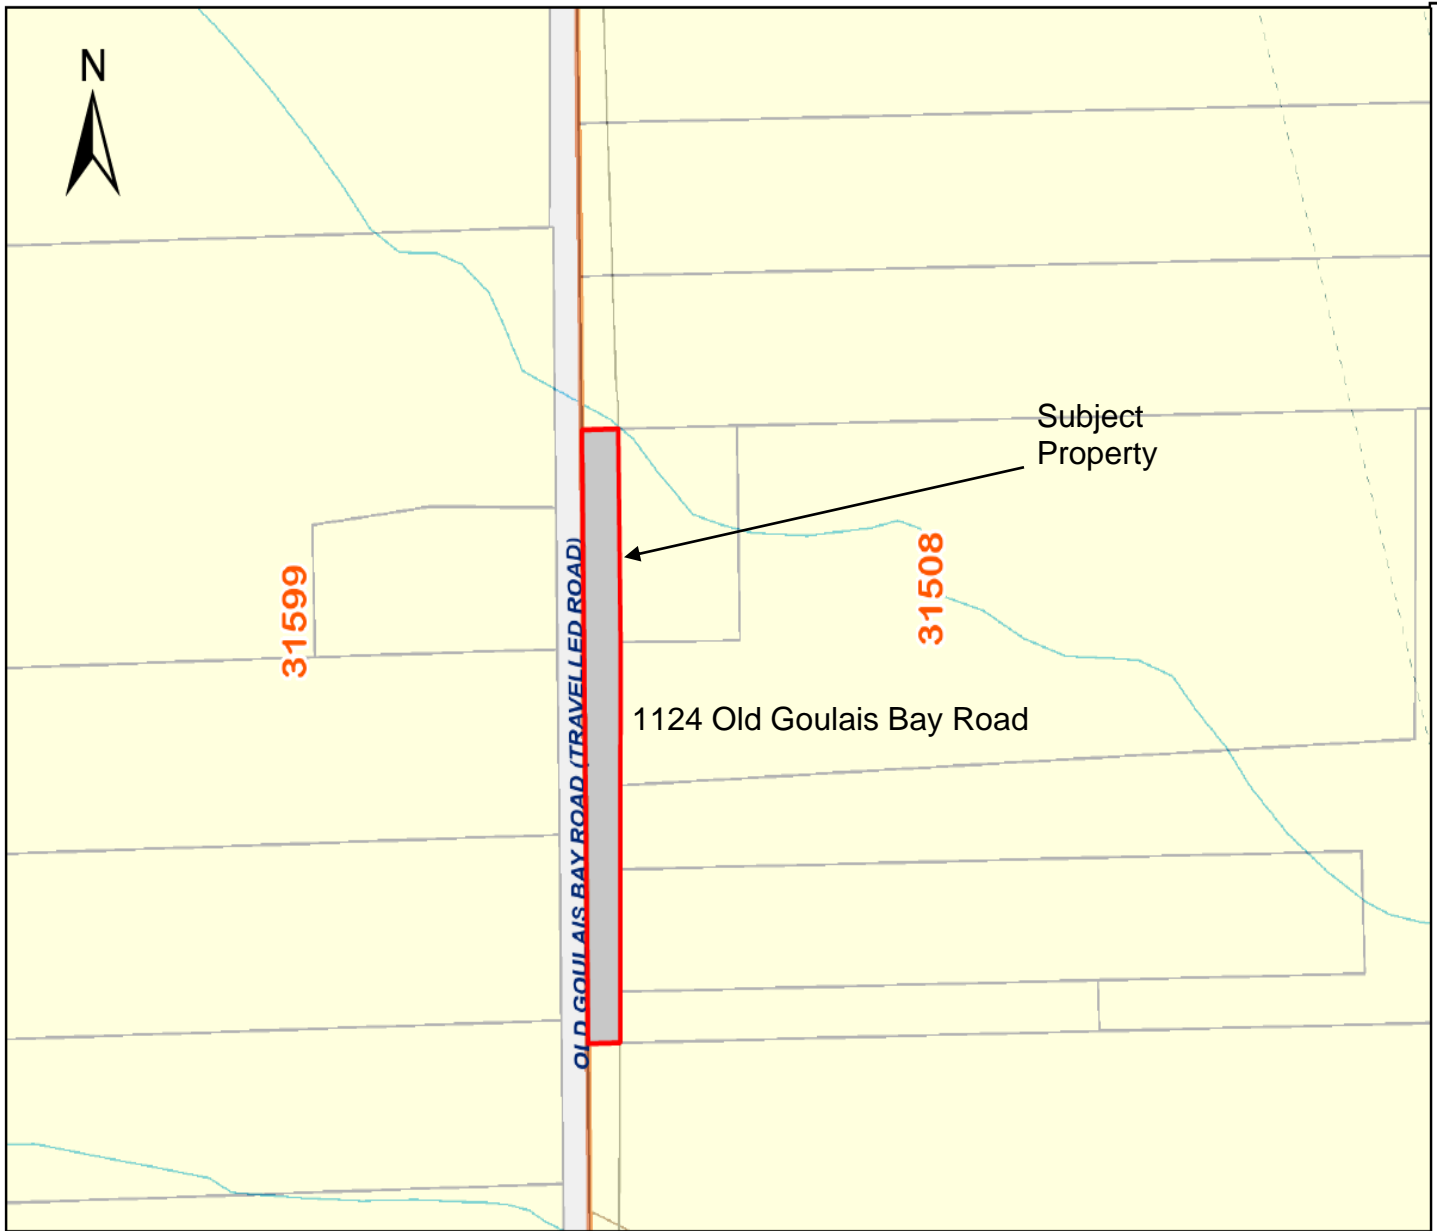 N
Subject
Property
31599
31508
OLD GOULAIS BAY ROAD (TRAVELLED ROAD)
1124 Old Goulais Bay Road